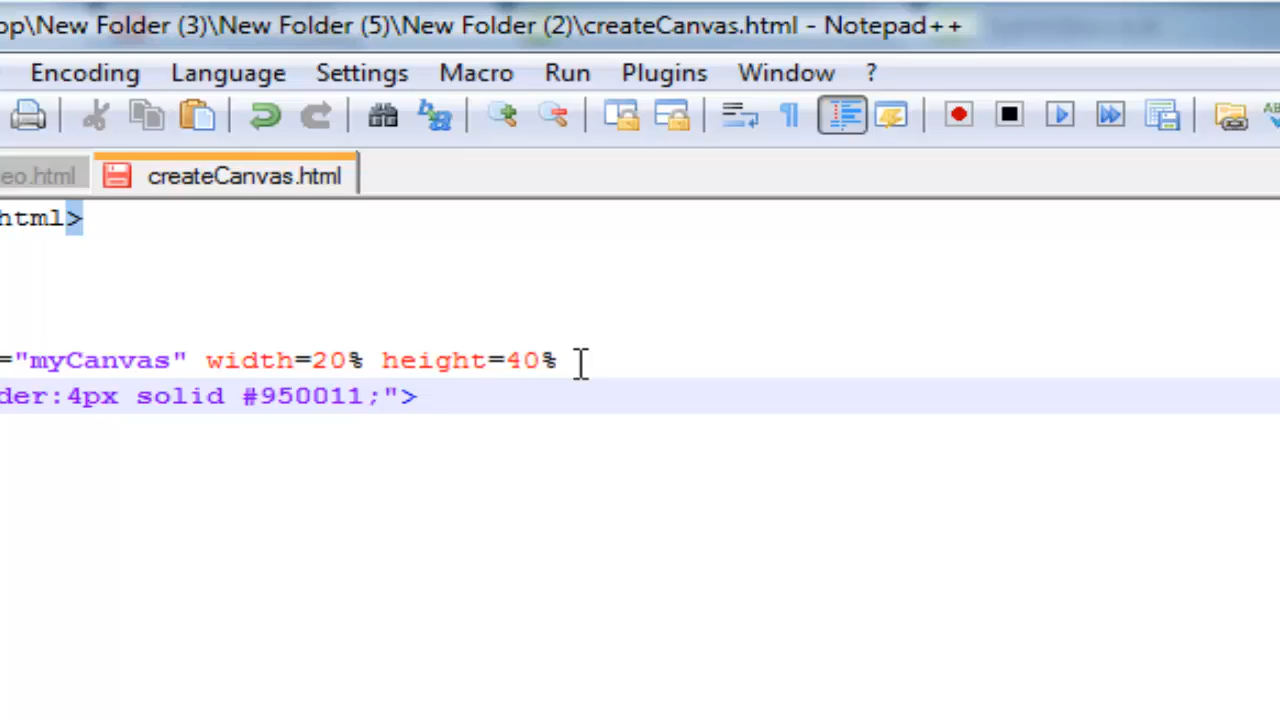 op\New Folder (3)\New Folder (5)\New Folder (2)\createCanvas.html - Notepad++
Encoding Language Settings Macro Run Plugins Window ?
eo.html createCanvas.html
html>
="myCanvas" width=20% height=40%
der:4px solid #950011;">